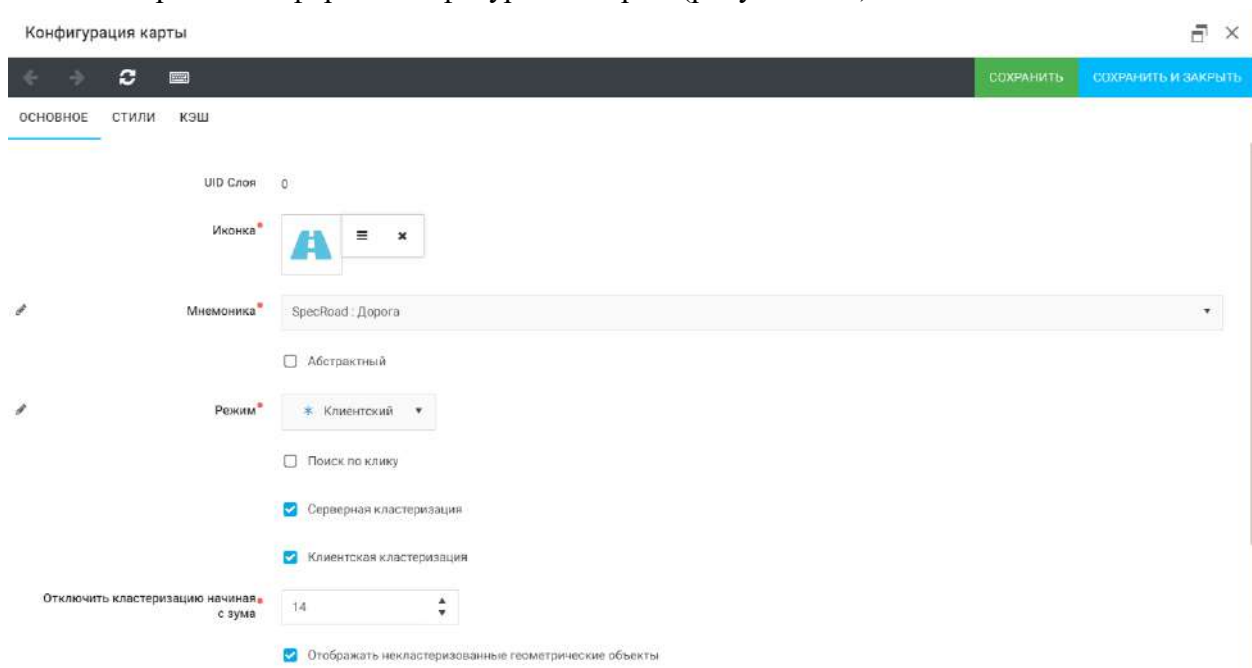 Конфигурация карты
СОХРАНИТЬ СОХРАНИТЬ И ЗАКРЫТЬ
ОСНОВНОЕ СТИЛИ КЭШ
UID Слоя 0
Иконка*
Мнемоника* SpecRoad : Дорога
Абстрактный
Режим* Клиентский
Поиск по клику
Серверная кластеризация
Клиентская кластеризация
Отключить кластеризацию начиная*
с зума
14
Отображать некластеризованные геометрические объекты